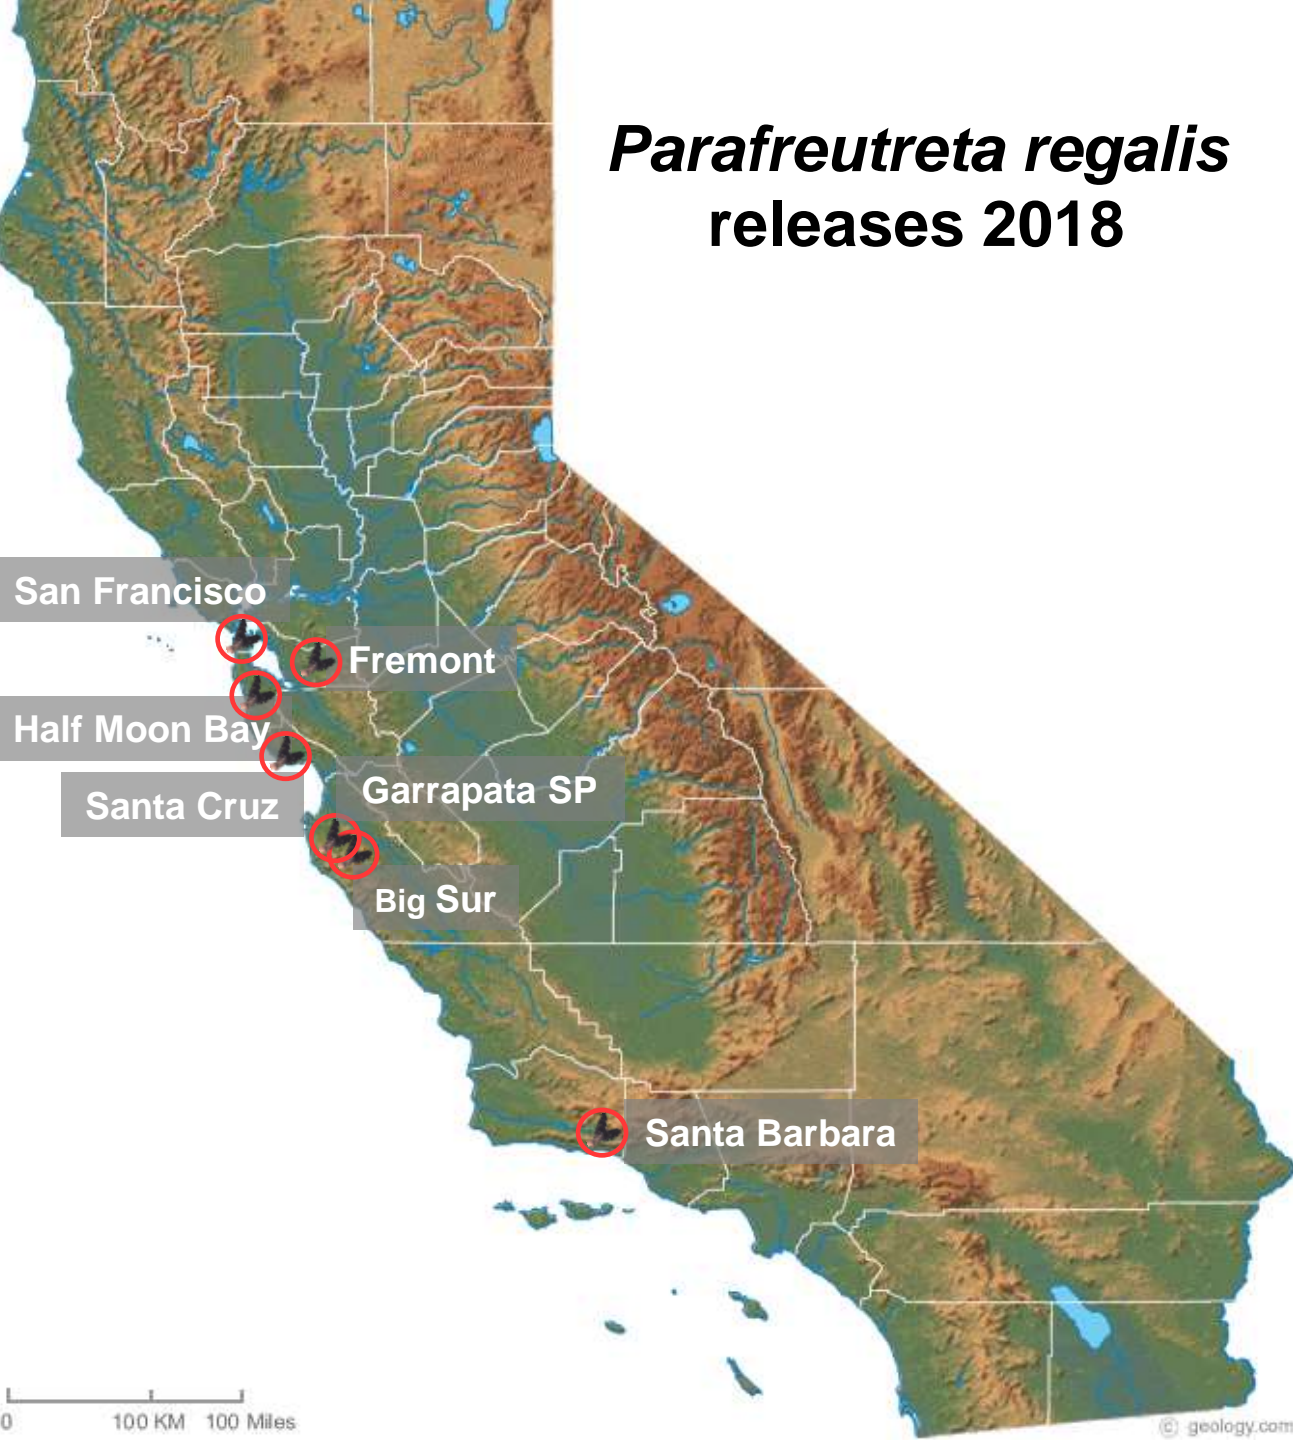 Parafreutreta regalis
releases 2018
San Francisco
Fremont
Half Moon Bay
Garrapata SP
Santa Cruz
Big Sur
Santa Barbara
0 100 KM 100 Miles
© geology.com